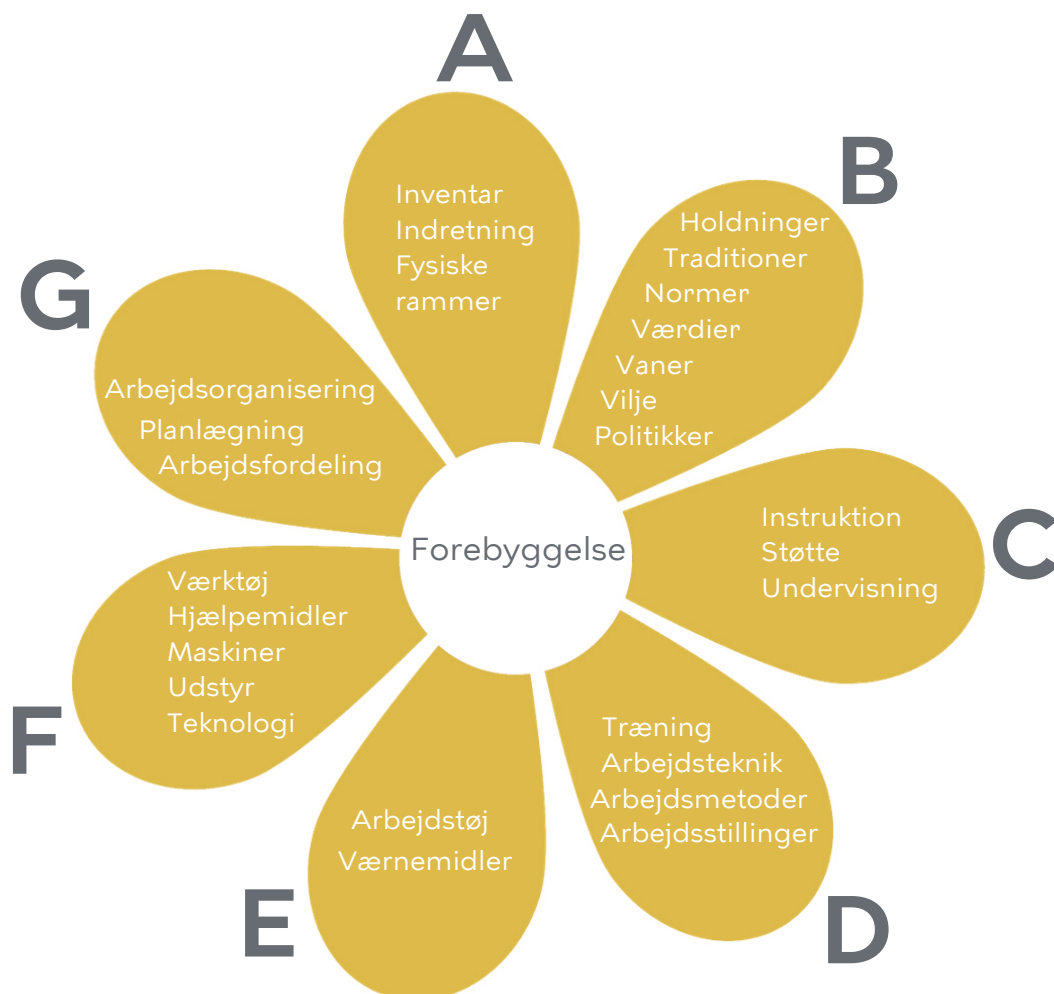 A
Inventar
Indretning
Fysiske
rammer
B
Holdninger
Traditioner
Normer
Værdier
Vaner
Vilje
Politikker
C
Instruktion
Støtte
Undervisning
D
Træning
Arbejdsteknik
Arbejdsmetoder
Arbejdsstillinger
E
Arbejdstøj
Værnemidler
F
Værktøj
Hjælpemidler
Maskiner
Udstyr
Teknologi
G
Arbejdsorganisering
Planlægning
Arbejdsfordeling
Forebyggelse